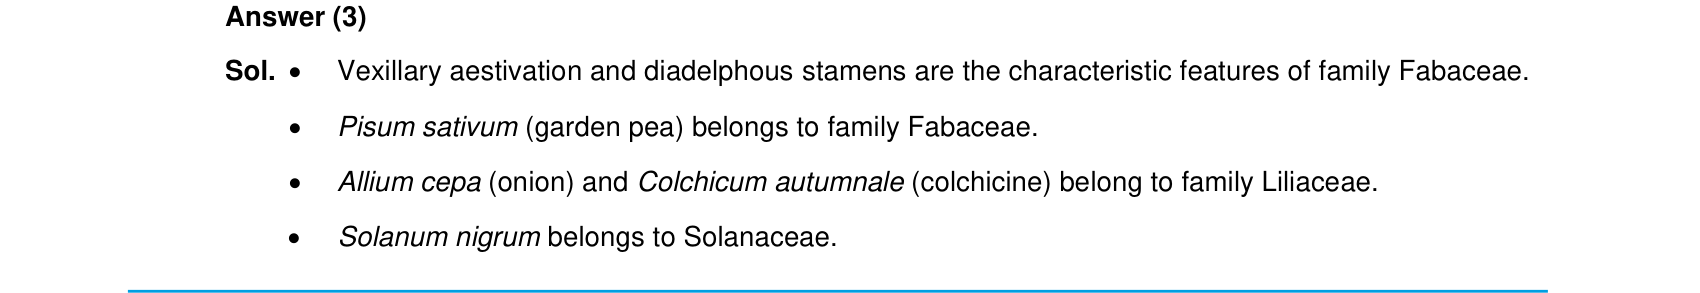 Answer (3)
Sol. • Vexillary aestivation and diadelphous stamens are the characteristic features of family Fabaceae.
• Pisum sativum (garden pea) belongs to family Fabaceae.
• Allium cepa (onion) and Colchicum autumnale (colchicine) belong to family Liliaceae.
• Solanum nigrum belongs to Solanaceae.